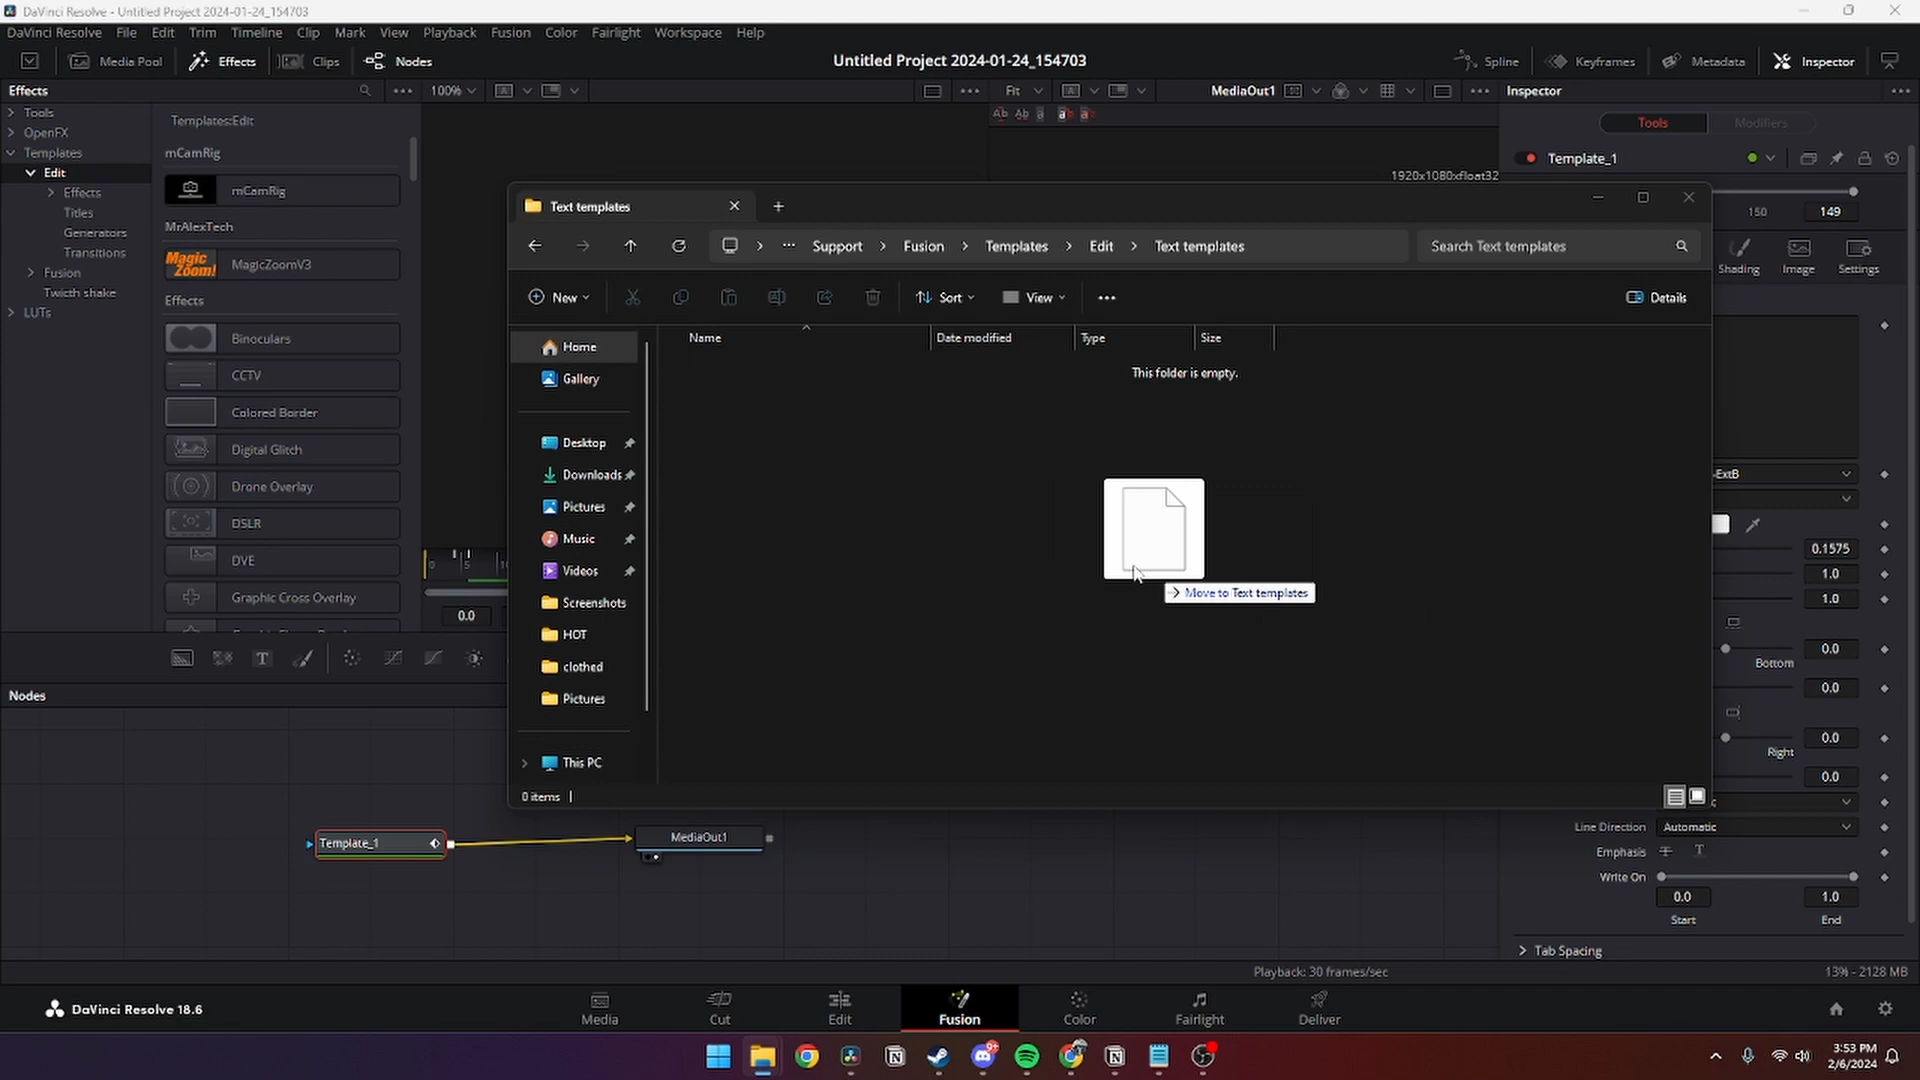 DaVinci Resolve - Untitled Project 2024-01-24_154703
DaVinci Resolve File Edit Trim Timeline Clip Mark View Playback Fusion Color Fairlight Workspace Help
Media Pool Effects Clips Nodes Untitled Project 2024-01-24_154703 Spline Keyframes Metadata Inspector
Effects 100% Fit MediaOut1 Inspector
Tools
OpenFX
Templates
Edit
Effects
Titles
Generators
Transitions
Fusion
Twicth shake
LUTs
Templates:Edit
mCamRig
mCamRig
MrAlexTech
Magic Zoom! MagicZoomV3
Effects
Binoculars
CCTV
Colored Border
Digital Glitch
Drone Overlay
DSLR
DVE
Graphic Cross Overlay
1920x1080xfloat32
Tools Modifiers
Template_1
150 149
Shading Image Settings
Text templates
Support Fusion Templates Edit Text templates
Search Text templates
New Sort View Details
Name Date modified Type Size
This folder is empty.
Home
Gallery
Desktop
Downloads
Pictures
Music
Videos
Screenshots
HOT
clothed
Pictures
This PC
0 items
Move to Text templates
0 5
0.0
-ExtB
0.1575
1.0
1.0
0.0
Bottom
0.0
0.0
Right
0.0
Line Direction Automatic
Emphasis
Write On
0.0 1.0
Start End
Tab Spacing
Nodes
Template_1
MediaOut1
Playback: 30 frames/sec 13% - 2128 MB
DaVinci Resolve 18.6
Media Cut Edit Fusion Color Fairlight Deliver
9+
3:53 PM
2/6/2024